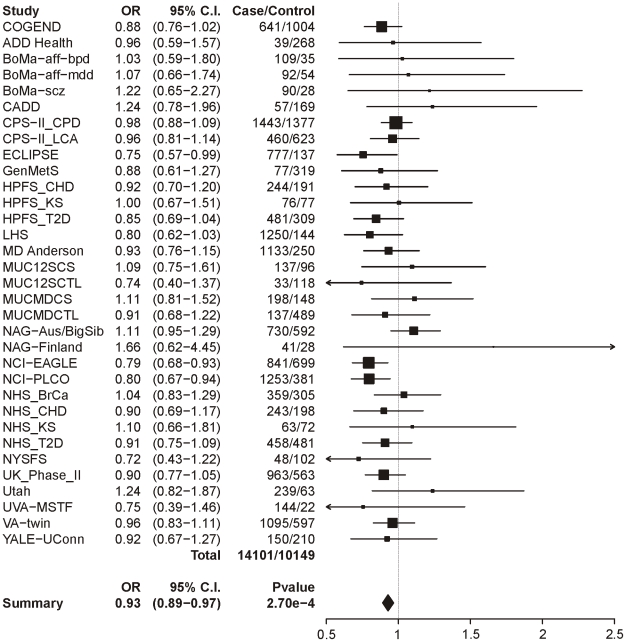 Study OR 95% C.I. Case/Control
COGEND 0.88 (0.76−1.02) 641/1004
ADD Health 0.96 (0.59−1.57) 39/268
BoMa−aff−bpd 1.03 (0.59−1.80) 109/35
BoMa−aff−mdd 1.07 (0.66−1.74) 92/54
BoMa−scz 1.22 (0.65−2.27) 90/28
CADD 1.24 (0.78−1.96) 57/169
CPS−II_CPD 0.98 (0.88−1.09) 1443/1377
CPS−II_LCA 0.96 (0.81−1.14) 460/623
ECLIPSE 0.75 (0.57−0.99) 777/137
GenMetS 0.88 (0.61−1.27) 77/319
HPFS_CHD 0.92 (0.70−1.20) 244/191
HPFS_KS 1.00 (0.67−1.51) 76/77
HPFS_T2D 0.85 (0.69−1.04) 481/309
LHS 0.80 (0.62−1.03) 1250/144
MD Anderson 0.93 (0.76−1.15) 1133/250
MUC12SCS 1.09 (0.75−1.61) 137/96
MUC12SCTL 0.74 (0.40−1.37) 33/118
MUCMDCS 1.11 (0.81−1.52) 198/148
MUCMDCTL 0.91 (0.68−1.22) 137/489
NAG−Aus/BigSib 1.11 (0.95−1.29) 730/592
NAG−Finland 1.66 (0.62−4.45) 41/28
NCI−EAGLE 0.79 (0.68−0.93) 841/699
NCI−PLCO 0.80 (0.67−0.94) 1253/381
NHS_BrCa 1.04 (0.83−1.29) 359/305
NHS_CHD 0.90 (0.69−1.17) 243/198
NHS_KS 1.10 (0.66−1.81) 63/72
NHS_T2D 0.91 (0.75−1.09) 458/481
NYSFS 0.72 (0.43−1.22) 48/102
UK_Phase_II 0.90 (0.77−1.05) 963/563
Utah 1.24 (0.82−1.87) 239/63
UVA−MSTF 0.75 (0.39−1.46) 144/22
VA−twin 0.96 (0.83−1.11) 1095/597
YALE−UConn 0.92 (0.67−1.27) 150/210
Total 14101/10149
OR 95% C.I. Pvalue
Summary 0.93 (0.89−0.97) 2.70e−4
0.5 1 1.5 2 2.5